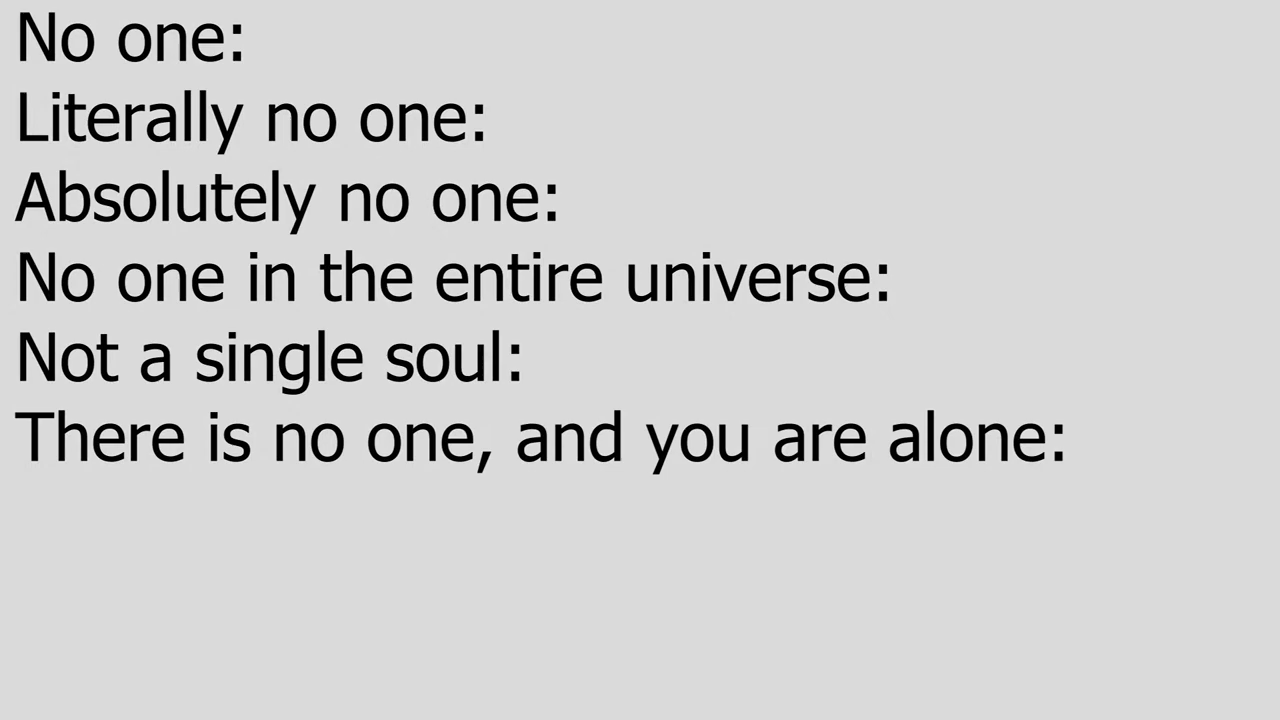 No one:
Literally no one:
Absolutely no one:
No one in the entire universe:
Not a single soul:
There is no one, and you are alone: